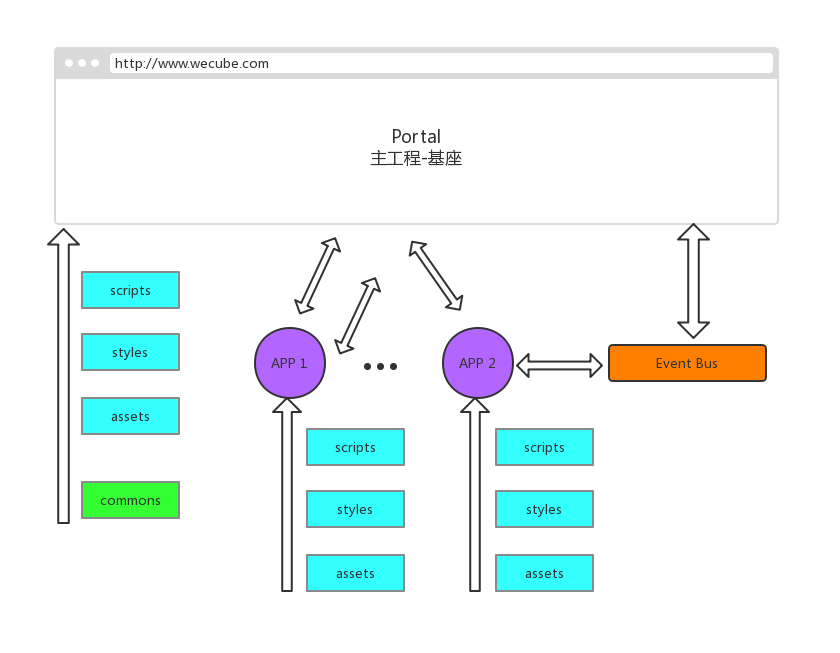 http://www.wecube.com
Portal
主工程-基座
scripts
styles
assets
commons
APP 1
APP 2
Event Bus
scripts
styles
assets
scripts
styles
assets